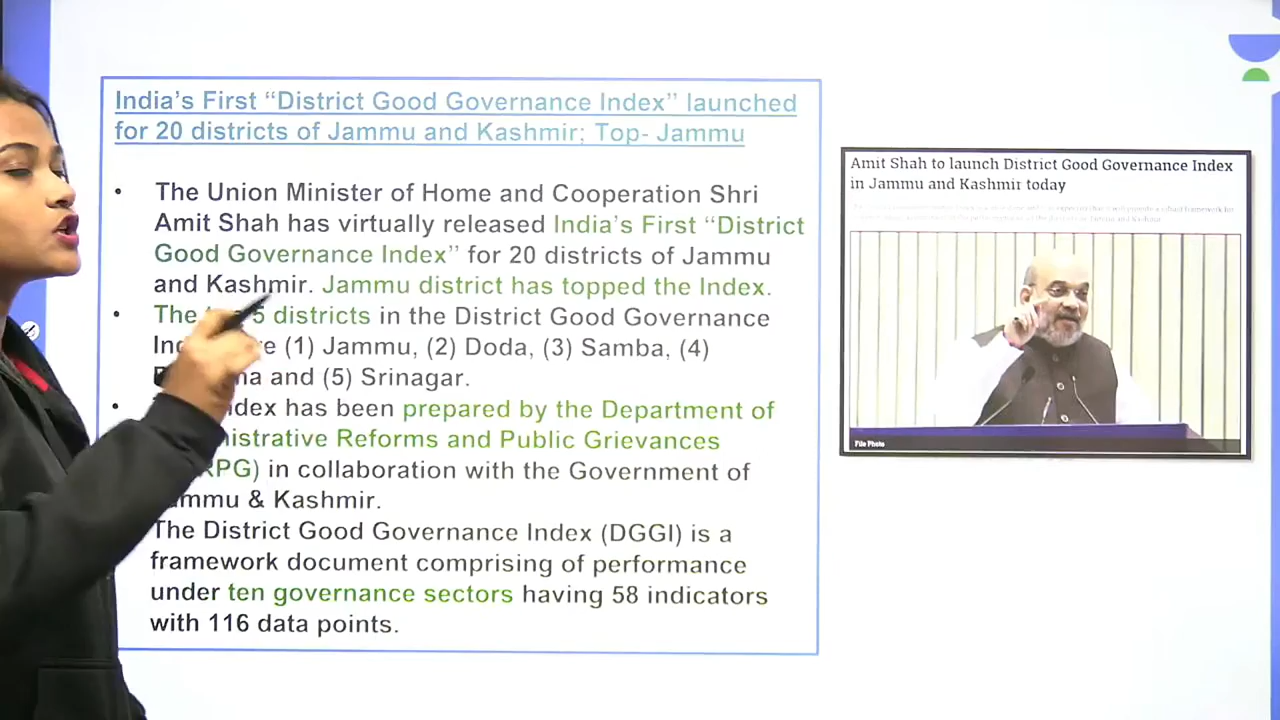 India's First “District Good Governance Index” launched
for 20 districts of Jammu and Kashmir; Top- Jammu
• The Union Minister of Home and Cooperation Shri
Amit Shah has virtually released India's First “District
Good Governance Index” for 20 districts of Jammu
and Kashmir. Jammu district has topped the Index.
• The 5 districts in the District Good Governance
(1) Jammu, (2) Doda, (3) Samba, (4)
and (5) Srinagar.
• has been prepared by the Department of
Reforms and Public Grievances
in collaboration with the Government of
& Kashmir.
The District Good Governance Index (DGGI) is a
framework document comprising of performance
under ten governance sectors having 58 indicators
with 116 data points.
Amit Shah to launch District Good Governance Index
in Jammu and Kashmir today
File Photo